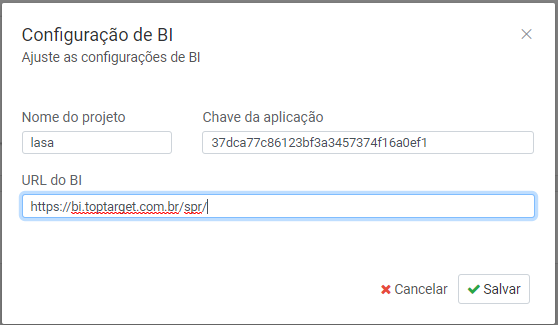 Configuração de BI
Ajuste as configurações de BI
Nome do projeto
Chave da aplicação
lasa
37dca77c86123bf3a3457374f16a0ef1
URL do BI
https://bi.toptarget.com.br/spr/
Cancelar
Salvar